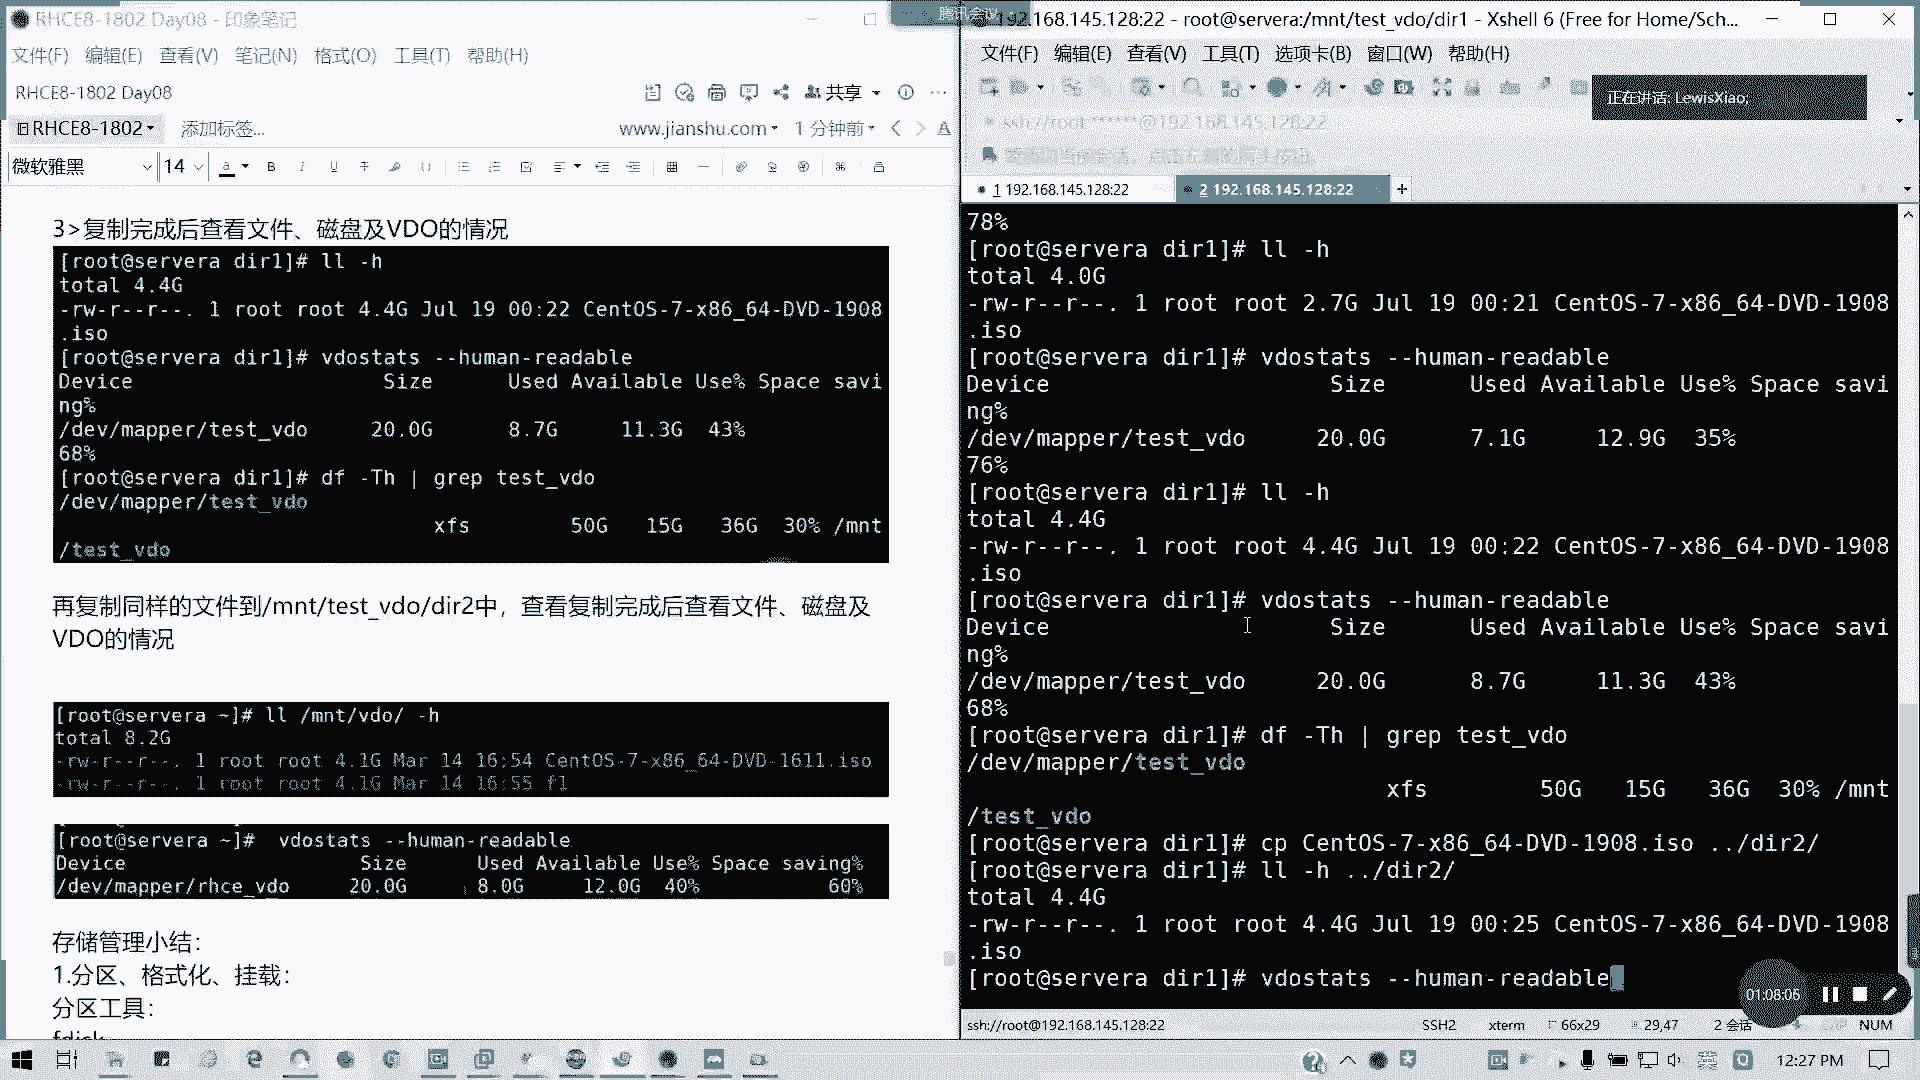 RHCE8-1802 Day08 - 印象笔记
文件(F) 编辑(E) 查看(V) 笔记(N) 格式(O) 工具(T) 帮助(H)
RHCE8-1802 Day08
共享
RHCE8-1802
添加标签...
www.jianshu.com
1 分钟前
微软雅黑
14
3>复制完成后查看文件、磁盘及VDO的情况
[root@servera dir1]# ll -h
total 4.4G
-rw-r--r--. 1 root root 4.4G Jul 19 00:22 CentOS-7-x86_64-DVD-1908
.iso
[root@servera dir1]# vdostats --human-readable
Device Size Used Available Use% Space savi
ng%
/dev/mapper/test_vdo 20.0G 8.7G 11.3G 43%
68%
[root@servera dir1]# df -Th | grep test_vdo
/dev/mapper/test_vdo
xfs 50G 15G 36G 30% /mnt
/test_vdo
再复制同样的文件到/mnt/test_vdo/dir2中，查看复制完成后查看文件、磁盘及
VDO的情况
[root@servera ~]# ll /mnt/vdo/ -h
total 8.2G
-rw-r--r--. 1 root root 4.1G Mar 14 16:54 CentOS-7-x86_64-DVD-1611.iso
-rw-r--r--. 1 root root 4.1G Mar 14 16:55 f1
[root@servera ~]# vdostats --human-readable
Device Size Used Available Use% Space saving%
/dev/mapper/rhce_vdo 20.0G 8.0G 12.0G 40% 60%
存储管理小结：
1.分区、格式化、挂载：
分区工具：
fdisk
腾讯会议
192.168.145.128:22 - root@servera:/mnt/test_vdo/dir1 - Xshell 6 (Free for Home/Sch...
文件(F) 编辑(E) 查看(V) 工具(T) 选项卡(B) 窗口(W) 帮助(H)
正在讲话: LewisXiao;
ssh://root:******@192.168.145.128:22
1 192.168.145.128:22
2 192.168.145.128:22
78%
[root@servera dir1]# ll -h
total 4.0G
-rw-r--r--. 1 root root 2.7G Jul 19 00:21 CentOS-7-x86_64-DVD-1908
.iso
[root@servera dir1]# vdostats --human-readable
Device Size Used Available Use% Space savi
ng%
/dev/mapper/test_vdo 20.0G 7.1G 12.9G 35%
76%
[root@servera dir1]# ll -h
total 4.4G
-rw-r--r--. 1 root root 4.4G Jul 19 00:22 CentOS-7-x86_64-DVD-1908
.iso
[root@servera dir1]# vdostats --human-readable
Device Size Used Available Use% Space savi
ng%
/dev/mapper/test_vdo 20.0G 8.7G 11.3G 43%
68%
[root@servera dir1]# df -Th | grep test_vdo
/dev/mapper/test_vdo
xfs 50G 15G 36G 30% /mnt
/test_vdo
[root@servera dir1]# cp CentOS-7-x86_64-DVD-1908.iso ../dir2/
[root@servera dir1]# ll -h ../dir2/
total 4.4G
-rw-r--r--. 1 root root 4.4G Jul 19 00:25 CentOS-7-x86_64-DVD-1908
.iso
[root@servera dir1]# vdostats --human-readable
01:08:05
ssh://root@192.168.145.128:22
SSH2 xterm 66x29 29,47 2 会话 NUM
英
12:27 PM